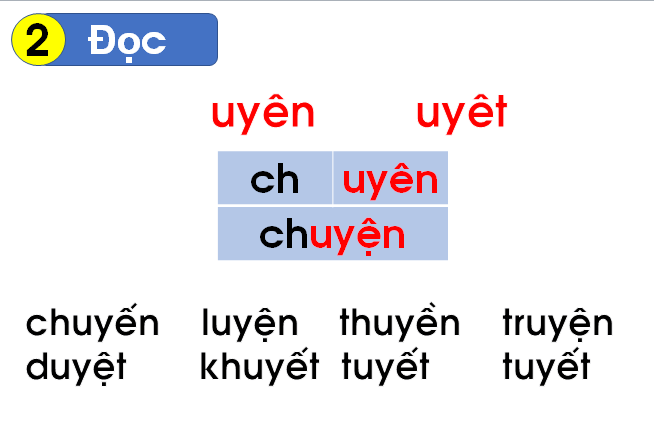 2 Đọc
uyên uyêt
ch uyên
chuyện
chuyến luyện thuyền truyện
duyệt khuyết tuyết tuyết